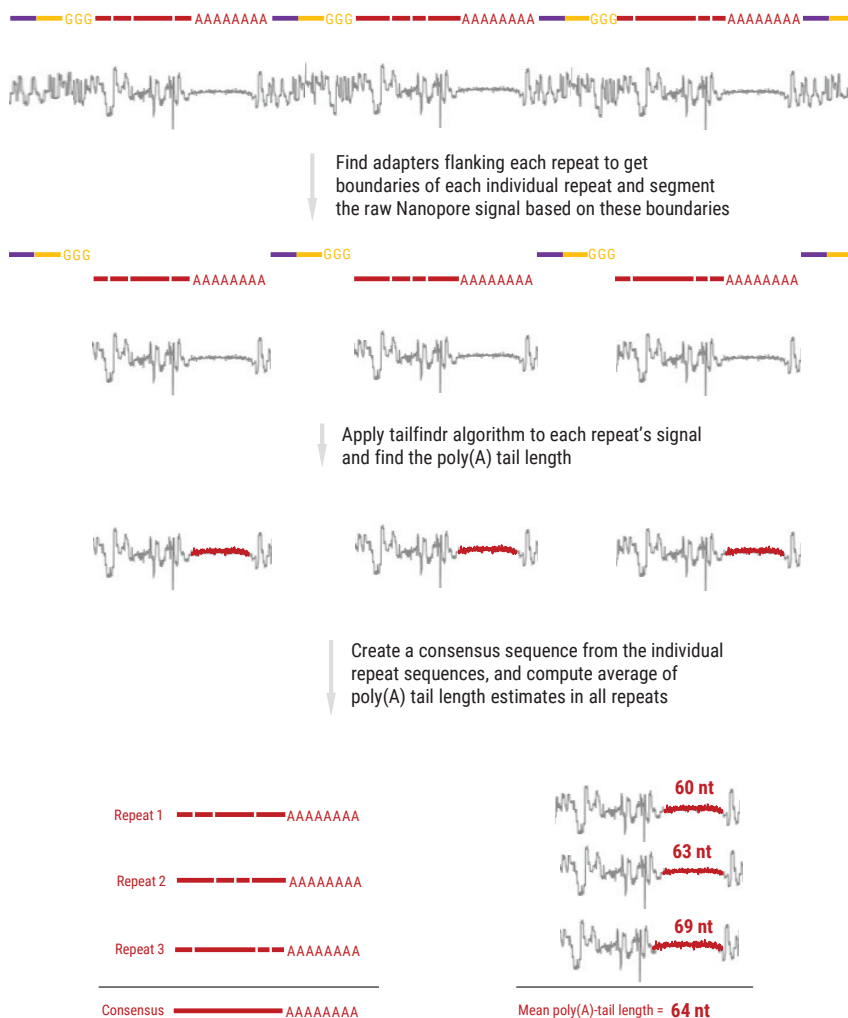 GGG AAAAAAAA GGG AAAAAAAA GGG AAAAAAAA
Find adapters flanking each repeat to get
boundaries of each individual repeat and segment
the raw Nanopore signal based on these boundaries
GGG GGG GGG
AAAAAAAA AAAAAAAA AAAAAAAA
Apply tailfindr algorithm to each repeat's signal
and find the poly(A) tail length
Create a consensus sequence from the individual
repeat sequences, and compute average of
poly(A) tail length estimates in all repeats
Repeat 1 AAAAAAAA
Repeat 2 AAAAAAAA
Repeat 3 AAAAAAAA
Consensus AAAAAAAA
60 nt
63 nt
69 nt
Mean poly(A)-tail length = 64 nt